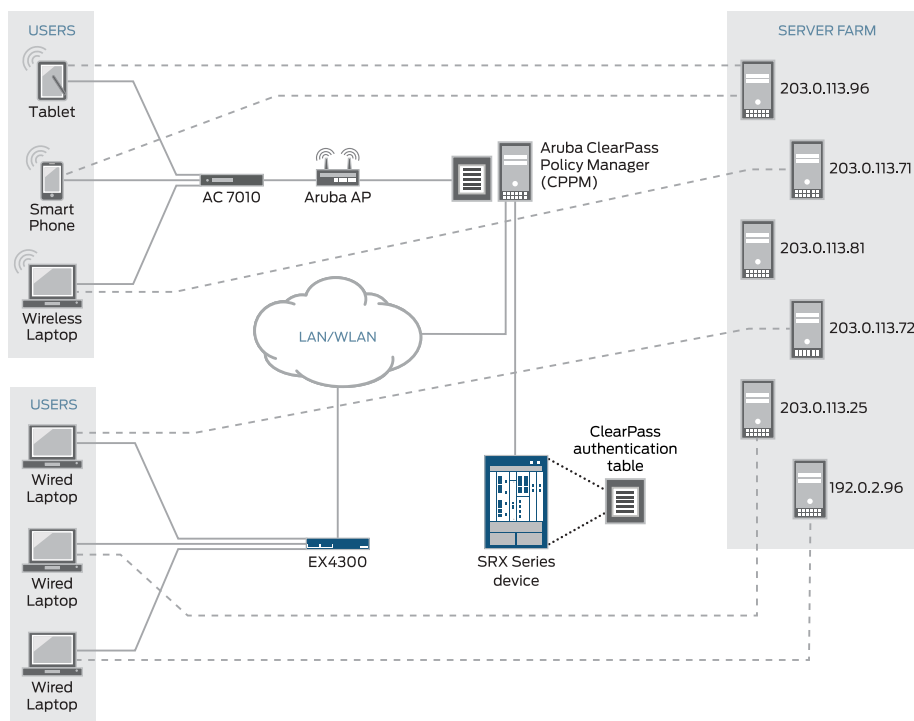 USERS
Tablet
Smart
Phone
Wireless
Laptop
AC 7010
Aruba AP
Aruba ClearPass
Policy Manager
(CPPM)
LAN/WLAN
USERS
Wired
Laptop
Wired
Laptop
Wired
Laptop
EX4300
ClearPass
authentication
table
SRX Series
device
SERVER FARM
203.0.113.96
203.0.113.71
203.0.113.81
203.0.113.72
203.0.113.25
192.0.2.96